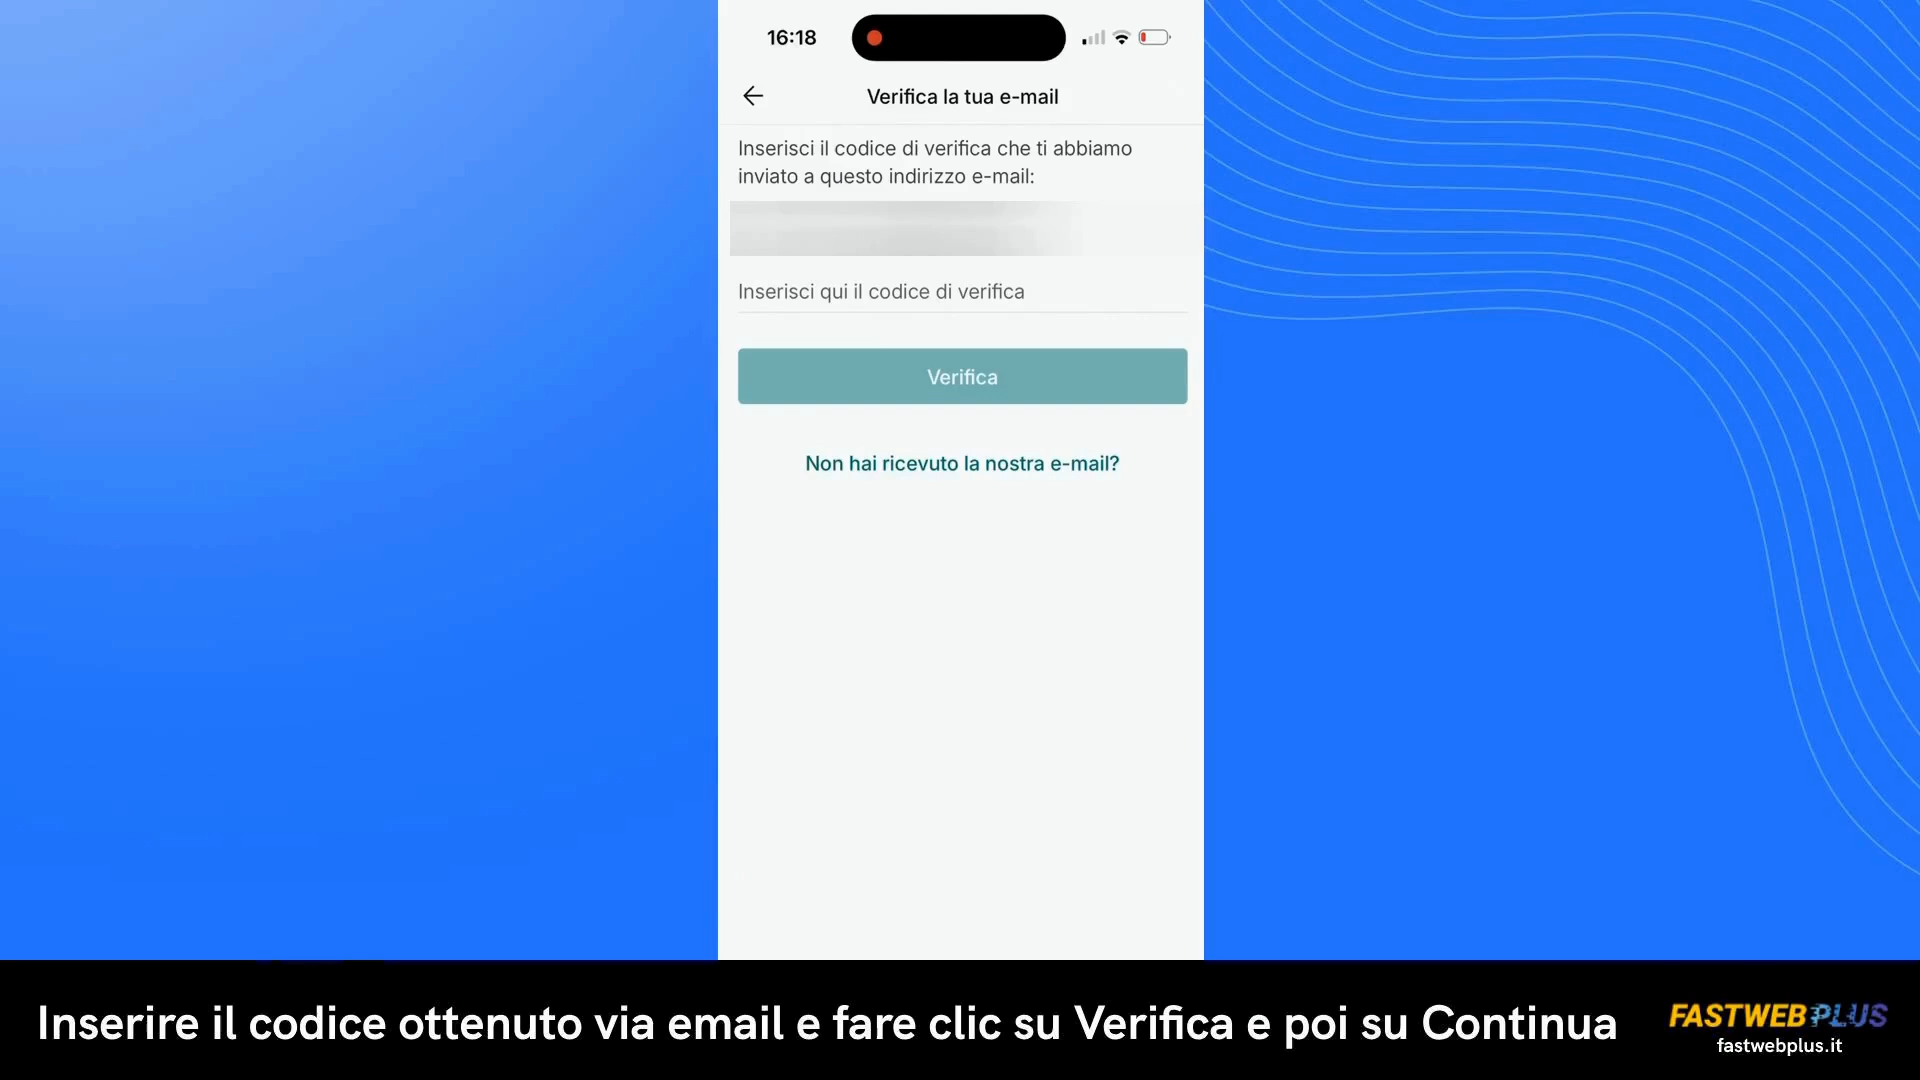 16:18
Verifica la tua e-mail
Inserisci il codice di verifica che ti abbiamo
inviato a questo indirizzo e-mail:
Inserisci qui il codice di verifica
Verifica
Non hai ricevuto la nostra e-mail?
Inserire il codice ottenuto via email e fare clic su Verifica e poi su Continua
FASTWEBPLUS
fastwebplus.it